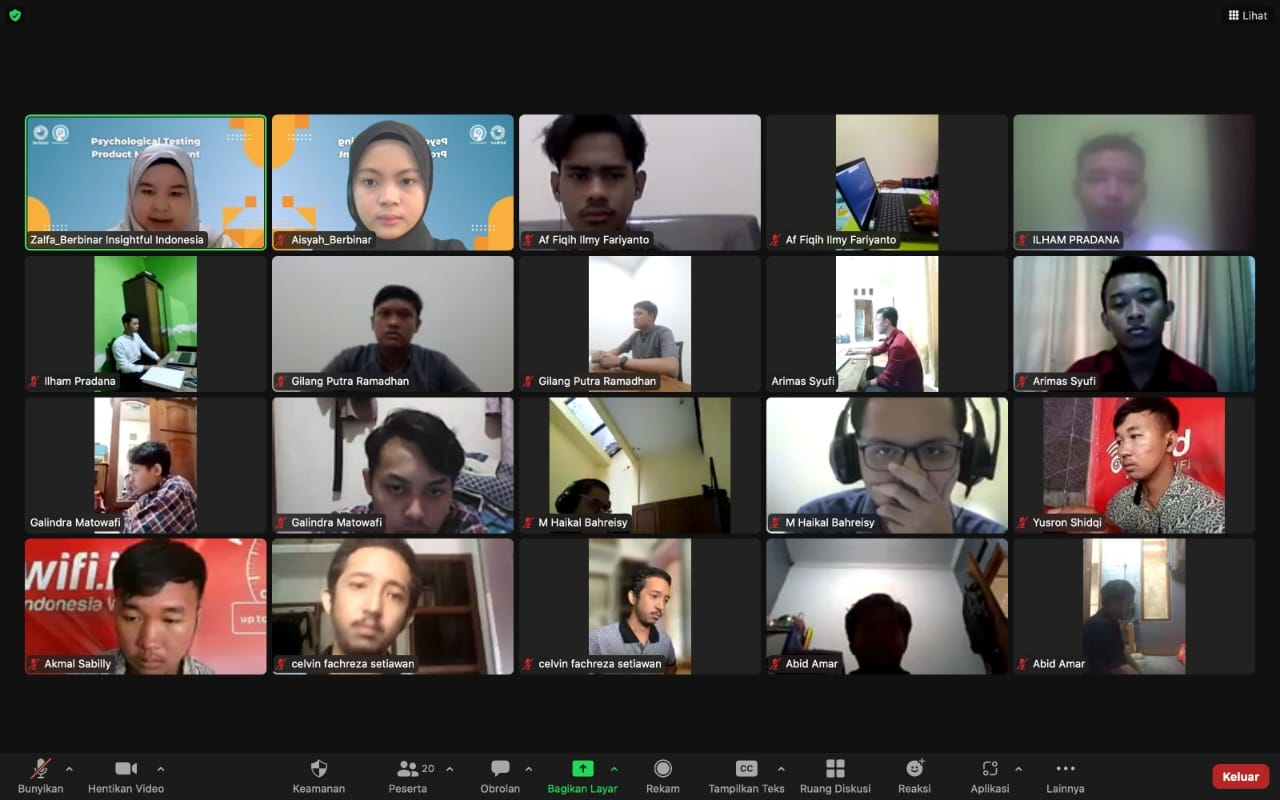 Lihat
Psychological Testing
Zalfa_Berbinar Insightful Indonesia
Aisyah_Berbinar
Af Fiqih Ilmy Fariyanto
Af Fiqih Ilmy Fariyanto
ILHAM PRADANA
Ilham Pradana
Gilang Putra Ramadhan
Gilang Putra Ramadhan
Arimas Syufi
Arimas Syufi
Galindra Matowafi
Galindra Matowafi
M Haikal Bahreisy
M Haikal Bahreisy
Yusron Shidqi
wifi.i
ndonesia W
up to
Akmal Sabilly
celvin fachreza setiawan
celvin fachreza setiawan
Abid Amar
Abid Amar
Bunyikan
Hentikan Video
Keamanan
20
Peserta
Obrolan
Bagikan Layar
Rekam
CC
Tampilkan Teks
Ruang Diskusi
Reaksi
Aplikasi
Lainnya
Keluar